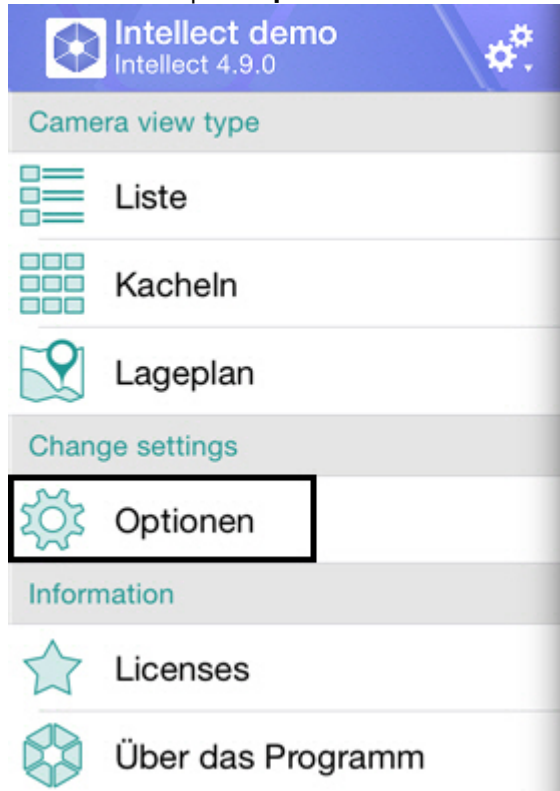 Intellect demo
Intellect 4.9.0
Camera view type
Liste
Kacheln
Lageplan
Change settings
Optionen
Information
Licenses
Über das Programm